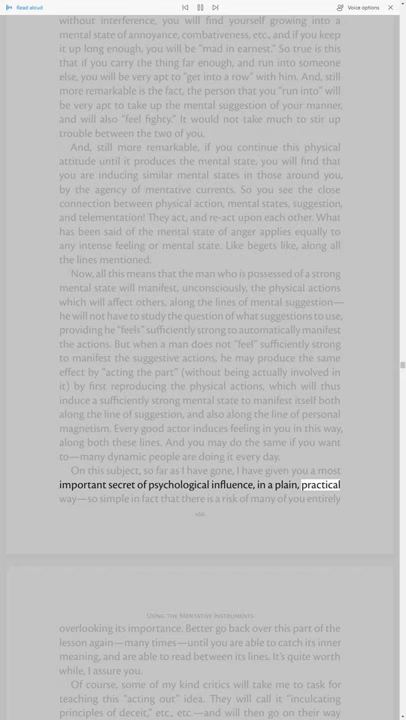 Read aloud
Voice options
without interference, you will find yourself growing into a
mental state of annoyance, combativeness, etc., and if you keep
it up long enough, you will be "mad in earnest." So true is this
that if you carry the thing far enough, and run into someone
else, you will be very apt to "get into a row" with him. And, still
more remarkable is the fact, the person that you "run into" will
be very apt to take up the mental suggestion of your manner,
and will also "feel fighty." It would not take much to stir up
trouble between the two of you.
And, still more remarkable, if you continue this physical
attitude until it produces the mental state, you will find that
you are inducing similar mental states in those around you,
by the agency of mentative currents. So you see the close
connection between physical action, mental states, suggestion,
and telementation! They act, and re-act upon each other. What
has been said of the mental state of anger applies equally to
any intense feeling or mental state. Like begets like, along all
the lines mentioned.
Now, all this means that the man who is possessed of a strong
mental state will manifest, unconsciously, the physical actions
which will affect others, along the lines of mental suggestion—
he will not have to study the question of what suggestions to use,
providing he "feels" sufficiently strong to automatically manifest
the actions. But when a man does not "feel" sufficiently strong
to manifest the suggestive actions, he may produce the same
effect by "acting the part" (without being actually involved in
it) by first reproducing the physical actions, which will thus
induce a sufficiently strong mental state to manifest itself both
along the line of suggestion, and also along the line of personal
magnetism. Every good actor induces feeling in you in this way,
along both these lines. And you may do the same if you want
to—many dynamic people are doing it every day.
On this subject, so far as I have gone, I have given you a most
important secret of psychological influence, in a plain, practical
way—so simple in fact that there is a risk of many of you entirely
Using the Mentative Instruments
overlooking its importance. Better go back over this part of the
lesson again—many times—until you are able to catch its inner
meaning, and are able to read between its lines. It's quite worth
while, I assure you.
Of course, some of my kind critics will take me to task for
teaching this "acting out" idea. They will call it "inculcating
principles of deceit," etc., etc.—and will then go on their way